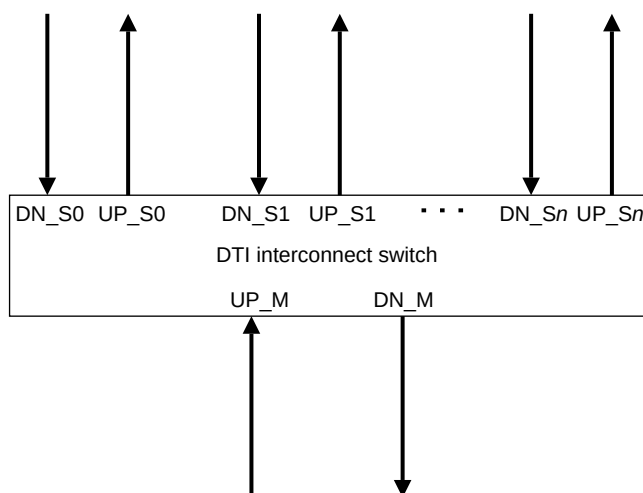 DN_S0 UP_S0 DN_S1 UP_S1 ··· DN_Sn UP_Sn
DTI interconnect switch
UP_M DN_M